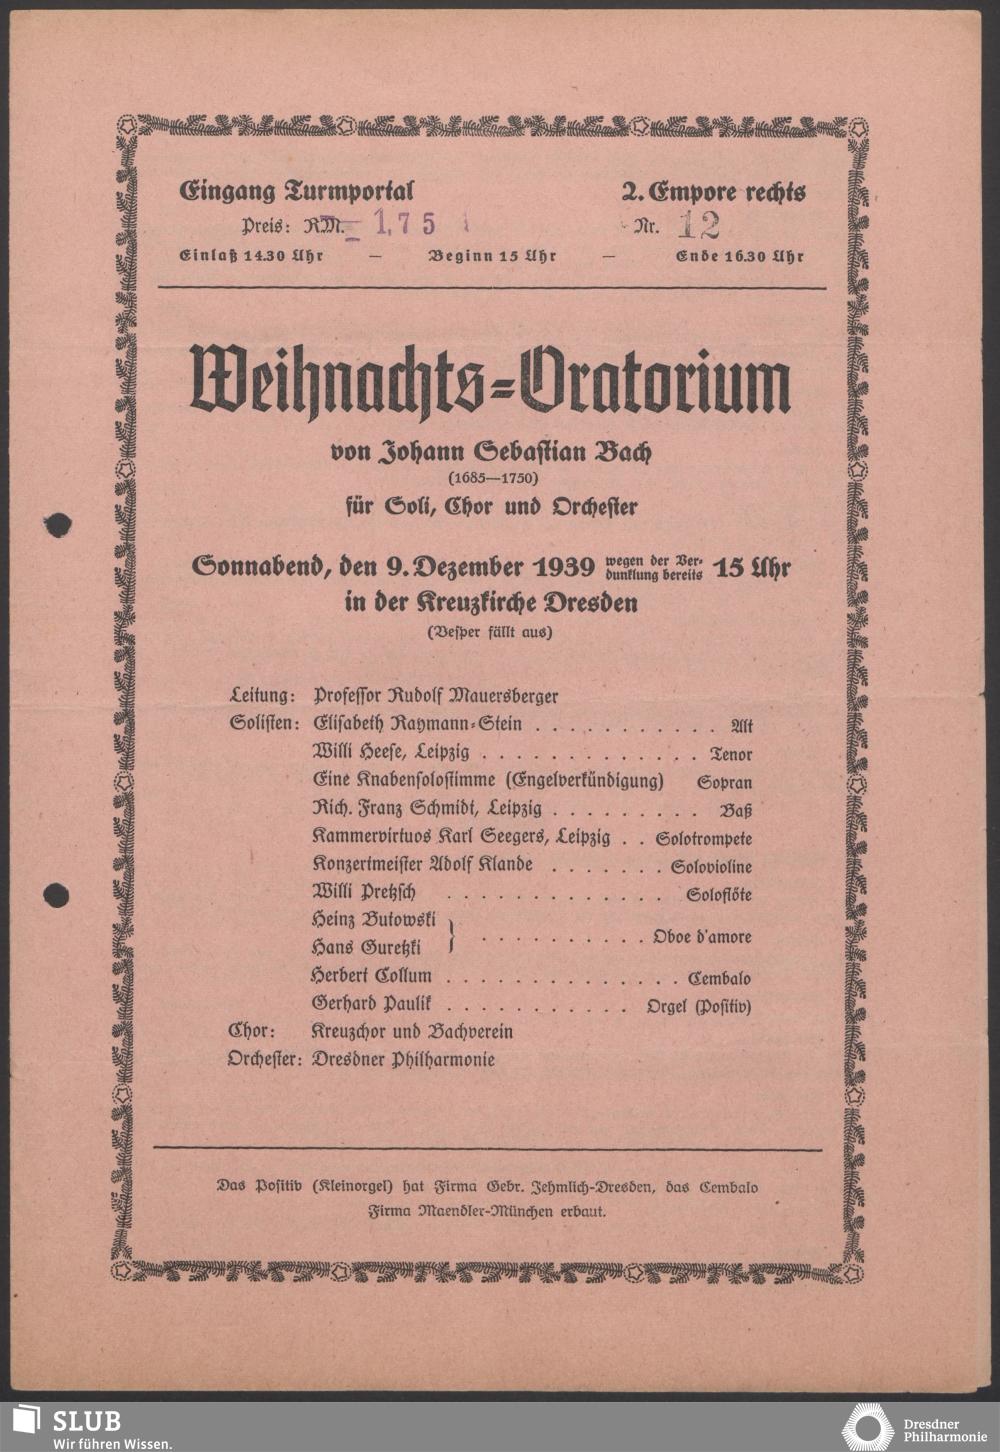 Eingang Turmportal 2. Empore rechts
Preis: RM. 1,75 Nr. 12
Einlaß 14.30 Uhr — Beginn 15 Uhr — Ende 16.30 Uhr
Weihnachts=Oratorium
von Johann Sebastian Bach
(1685—1750)
für Soli, Chor und Orchester
Sonnabend, den 9. Dezember 1939 wegen der Ver-dunklung bereits 15 Uhr
in der Kreuzkirche Dresden
(Vesper fällt aus)
Leitung: Professor Rudolf Mauersberger
Solisten: Elisabeth Raymann-Stein . . . . . . . . . . . . Alt
Willi Heese, Leipzig . . . . . . . . . . . . . . Tenor
Eine Knabensolostimme (Engelverkündigung) Sopran
Rich. Franz Schmidt, Leipzig . . . . . . . . . Baß
Kammervirtuos Karl Seegers, Leipzig . . Solotrompete
Konzertmeister Adolf Klande . . . . . . . Solovioline
Willi Pretzsch . . . . . . . . . . . . . Soloflöte
Heinz Butowski
Hans Guretzki } . . . . . . . . . . Oboe d'amore
Herbert Collum . . . . . . . . . . . . . . Cembalo
Gerhard Paulik . . . . . . . . . . . Orgel (Positiv)
Chor: Kreuzchor und Bachverein
Orchester: Dresdner Philharmonie
Das Positiv (Kleinorgel) hat Firma Gebr. Jehmlich-Dresden, das Cembalo
Firma Maendler-München erbaut.
SLUB
Wir führen Wissen.
Dresdner
Philharmonie